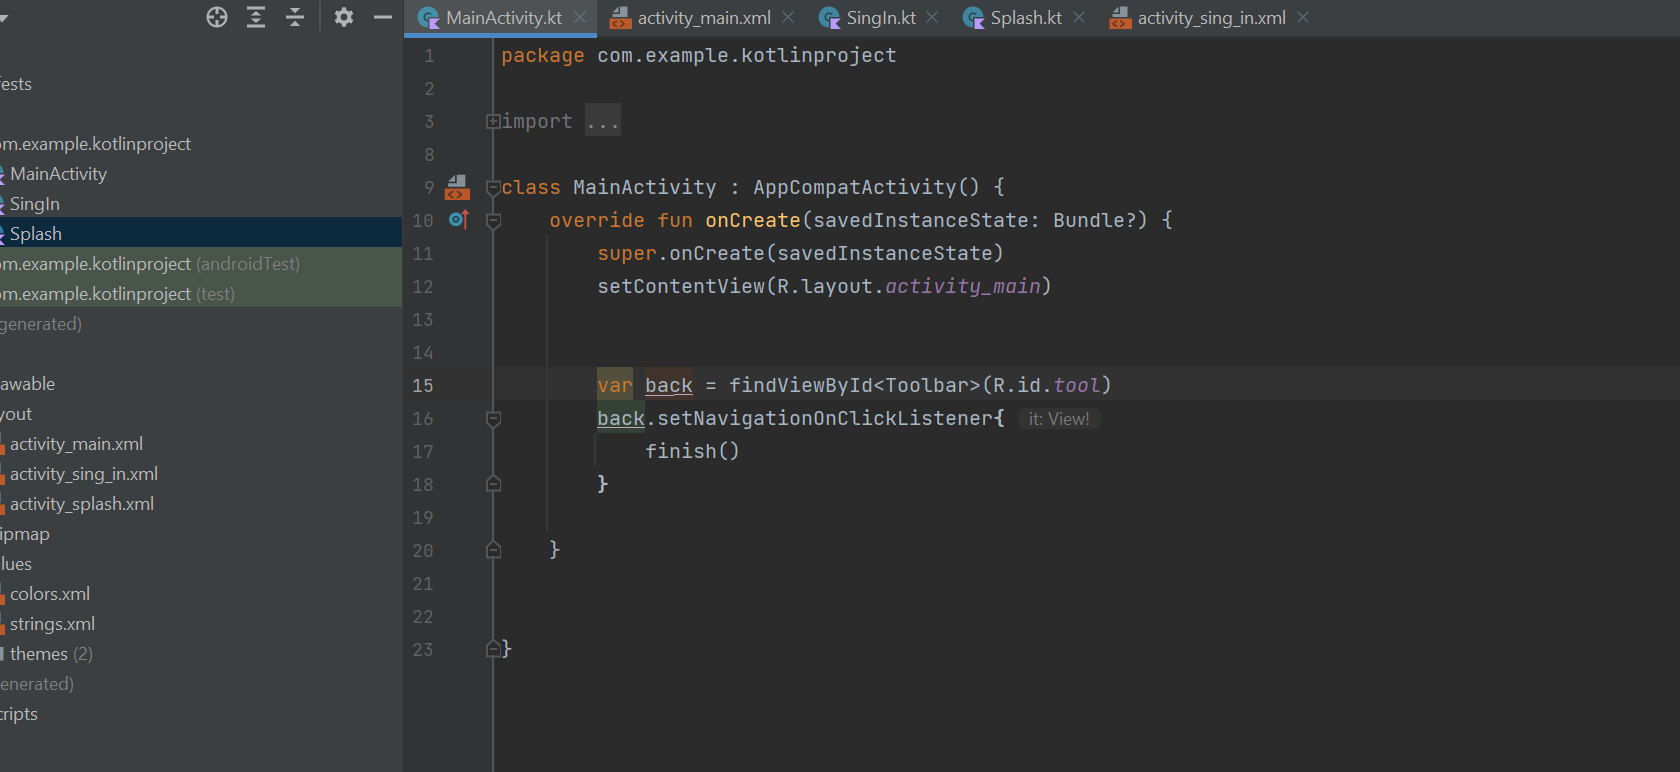 MainActivity.kt activity_main.xml SingIn.kt Splash.kt activity_sing_in.xml
ests
m.example.kotlinproject
MainActivity
SingIn
Splash
m.example.kotlinproject (androidTest)
m.example.kotlinproject (test)
generated)
awable
yout
activity_main.xml
activity_sing_in.xml
activity_splash.xml
ipmap
lues
colors.xml
strings.xml
themes (2)
enerated)
cripts
1 package com.example.kotlinproject
2
3 import ...
8
9 class MainActivity : AppCompatActivity() {
10 override fun onCreate(savedInstanceState: Bundle?) {
11 super.onCreate(savedInstanceState)
12 setContentView(R.layout.activity_main)
13
14
15 var back = findViewById<Toolbar>(R.id.tool)
16 back.setNavigationOnClickListener{ it: View!
17 finish()
18 }
19
20 }
21
22
23 }